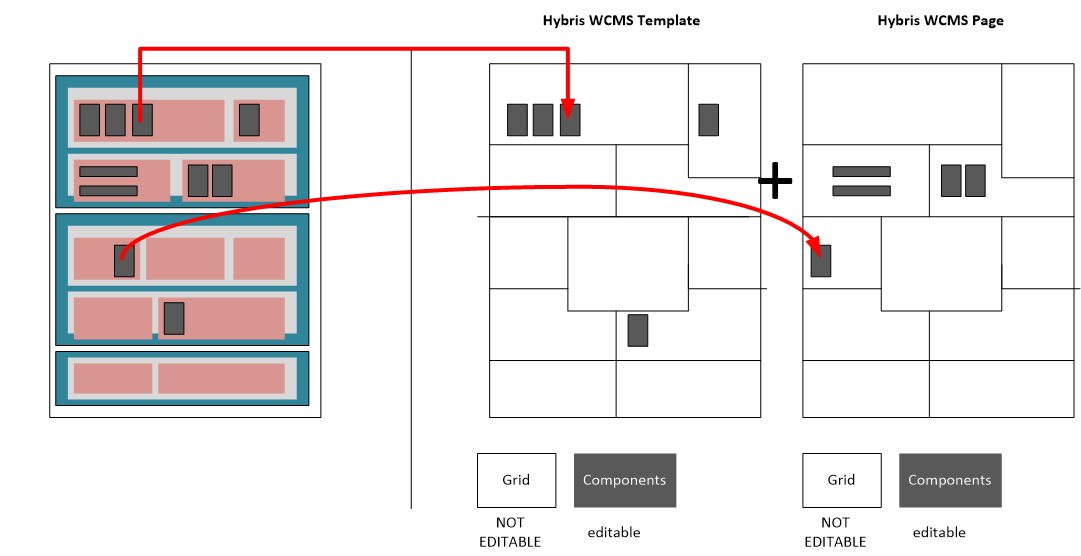 Hybris WCMS Template
Hybris WCMS Page
Grid
Components
Grid
Components
NOT
EDITABLE
editable
NOT
EDITABLE
editable